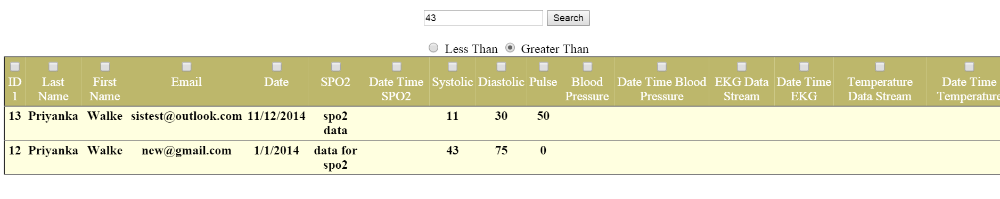 43 Search
Less Than Greater Than
ID 1 Last Name First Name Email Date SPO2 Date Time SPO2 Systolic Diastolic Pulse Blood Pressure Date Time Blood Pressure EKG Data Stream Date Time EKG Temperature Data Stream Date Time Temperature
13 Priyanka Walke sistest@outlook.com 11/12/2014 spo2 data 11 30 50
12 Priyanka Walke new@gmail.com 1/1/2014 data for spo2 43 75 0